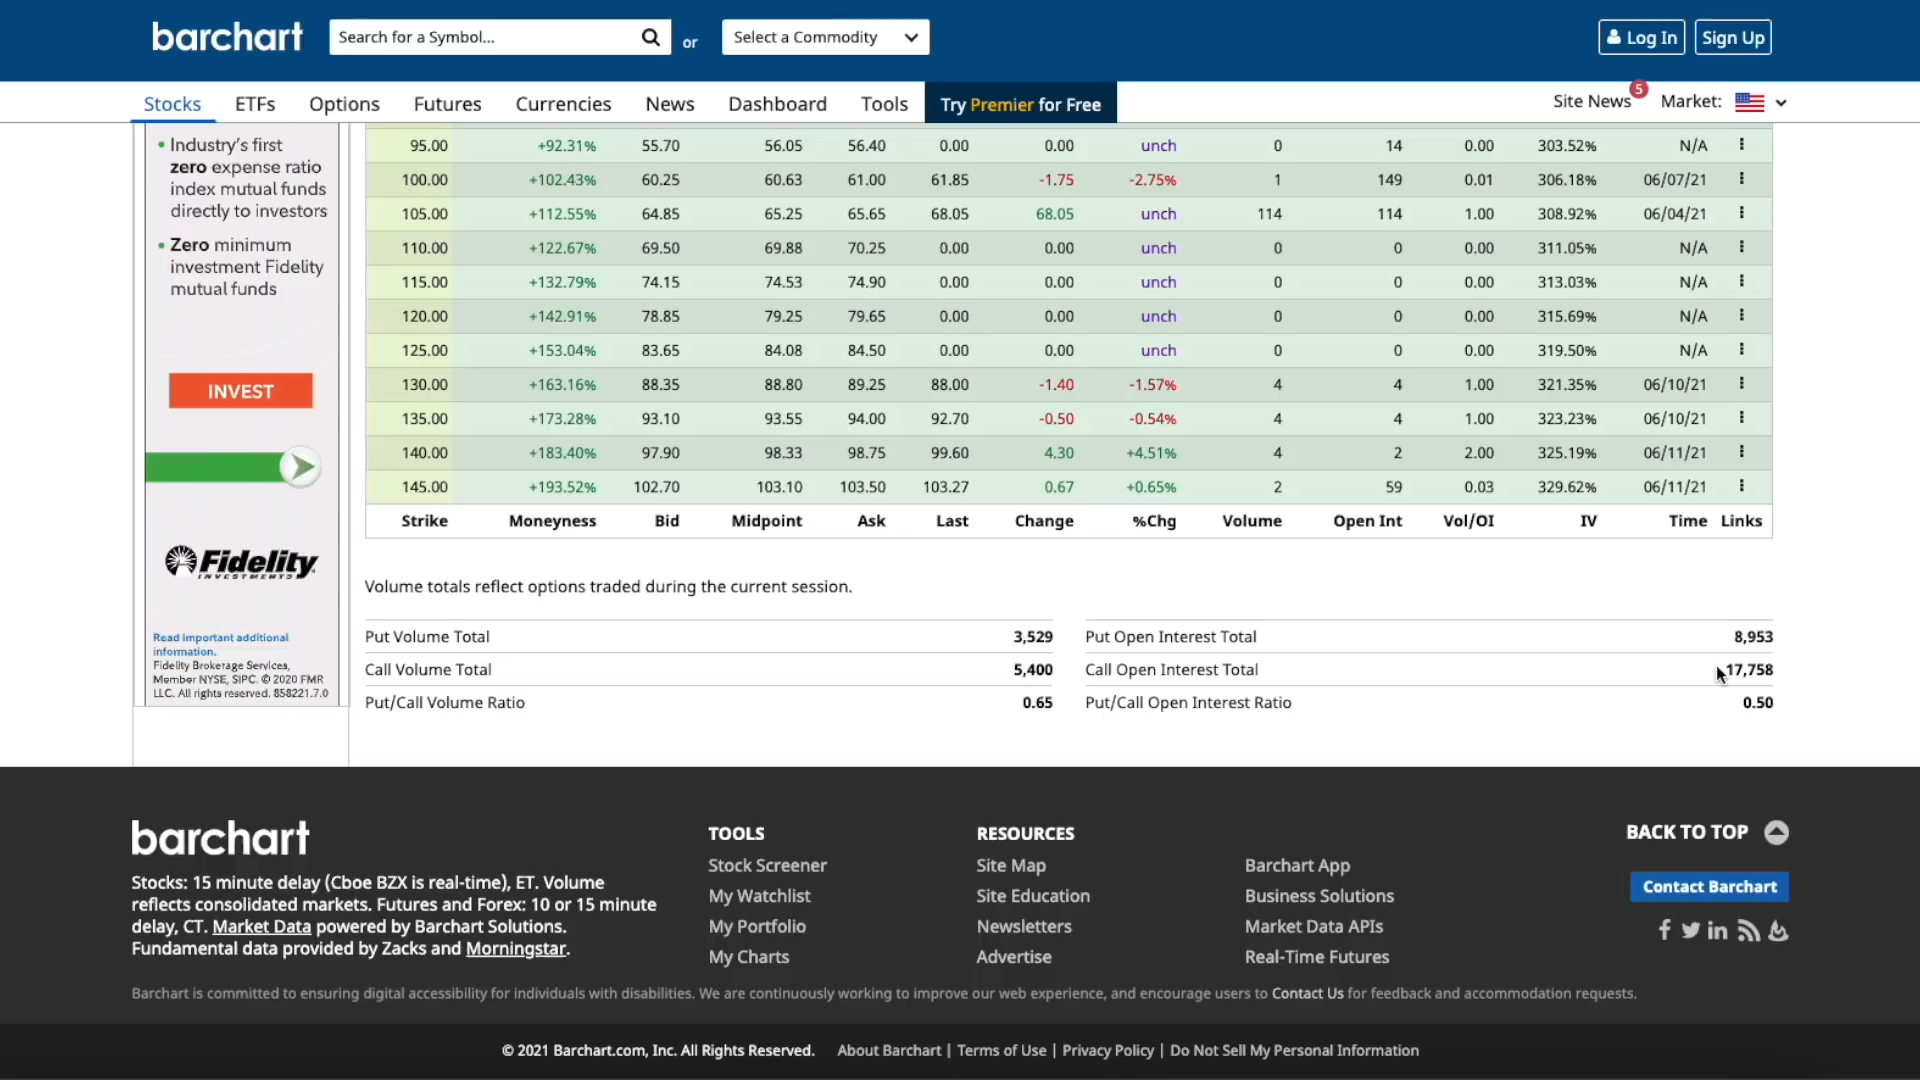 barchart
Search for a Symbol...
or
Select a Commodity
Log In
Sign Up
Stocks ETFs Options Futures Currencies News Dashboard Tools Try Premier for Free
Site News 5 Market:
Industry's first
zero expense ratio
index mutual funds
directly to investors
Zero minimum
investment Fidelity
mutual funds
INVEST
Fidelity
INVESTMENTS
Read important additional
information.
Fidelity Brokerage Services,
Member NYSE, SIPC. © 2020 FMR
LLC. All rights reserved. 858221.7.0
95.00 +92.31% 55.70 56.05 56.40 0.00 0.00 unch 0 14 0.00 303.52% N/A
100.00 +102.43% 60.25 60.63 61.00 61.85 -1.75 -2.75% 1 149 0.01 306.18% 06/07/21
105.00 +112.55% 64.85 65.25 65.65 68.05 68.05 unch 114 114 1.00 308.92% 06/04/21
110.00 +122.67% 69.50 69.88 70.25 0.00 0.00 unch 0 0 0.00 311.05% N/A
115.00 +132.79% 74.15 74.53 74.90 0.00 0.00 unch 0 0 0.00 313.03% N/A
120.00 +142.91% 78.85 79.25 79.65 0.00 0.00 unch 0 0 0.00 315.69% N/A
125.00 +153.04% 83.65 84.08 84.50 0.00 0.00 unch 0 0 0.00 319.50% N/A
130.00 +163.16% 88.35 88.80 89.25 88.00 -1.40 -1.57% 4 4 1.00 321.35% 06/10/21
135.00 +173.28% 93.10 93.55 94.00 92.70 -0.50 -0.54% 4 4 1.00 323.23% 06/10/21
140.00 +183.40% 97.90 98.33 98.75 99.60 4.30 +4.51% 4 2 2.00 325.19% 06/11/21
145.00 +193.52% 102.70 103.10 103.50 103.27 0.67 +0.65% 2 59 0.03 329.62% 06/11/21
Strike Moneyness Bid Midpoint Ask Last Change %Chg Volume Open Int Vol/OI IV Time Links
Volume totals reflect options traded during the current session.
Put Volume Total 3,529 Put Open Interest Total 8,953
Call Volume Total 5,400 Call Open Interest Total 17,758
Put/Call Volume Ratio 0.65 Put/Call Open Interest Ratio 0.50
barchart
Stocks: 15 minute delay (Cboe BZX is real-time), ET. Volume
reflects consolidated markets. Futures and Forex: 10 or 15 minute
delay, CT. Market Data powered by Barchart Solutions.
Fundamental data provided by Zacks and Morningstar.
TOOLS
Stock Screener
My Watchlist
My Portfolio
My Charts
RESOURCES
Site Map
Site Education
Newsletters
Advertise
Barchart App
Business Solutions
Market Data APIs
Real-Time Futures
BACK TO TOP
Contact Barchart
Barchart is committed to ensuring digital accessibility for individuals with disabilities. We are continuously working to improve our web experience, and encourage users to Contact Us for feedback and accommodation requests.
© 2021 Barchart.com, Inc. All Rights Reserved. About Barchart | Terms of Use | Privacy Policy | Do Not Sell My Personal Information